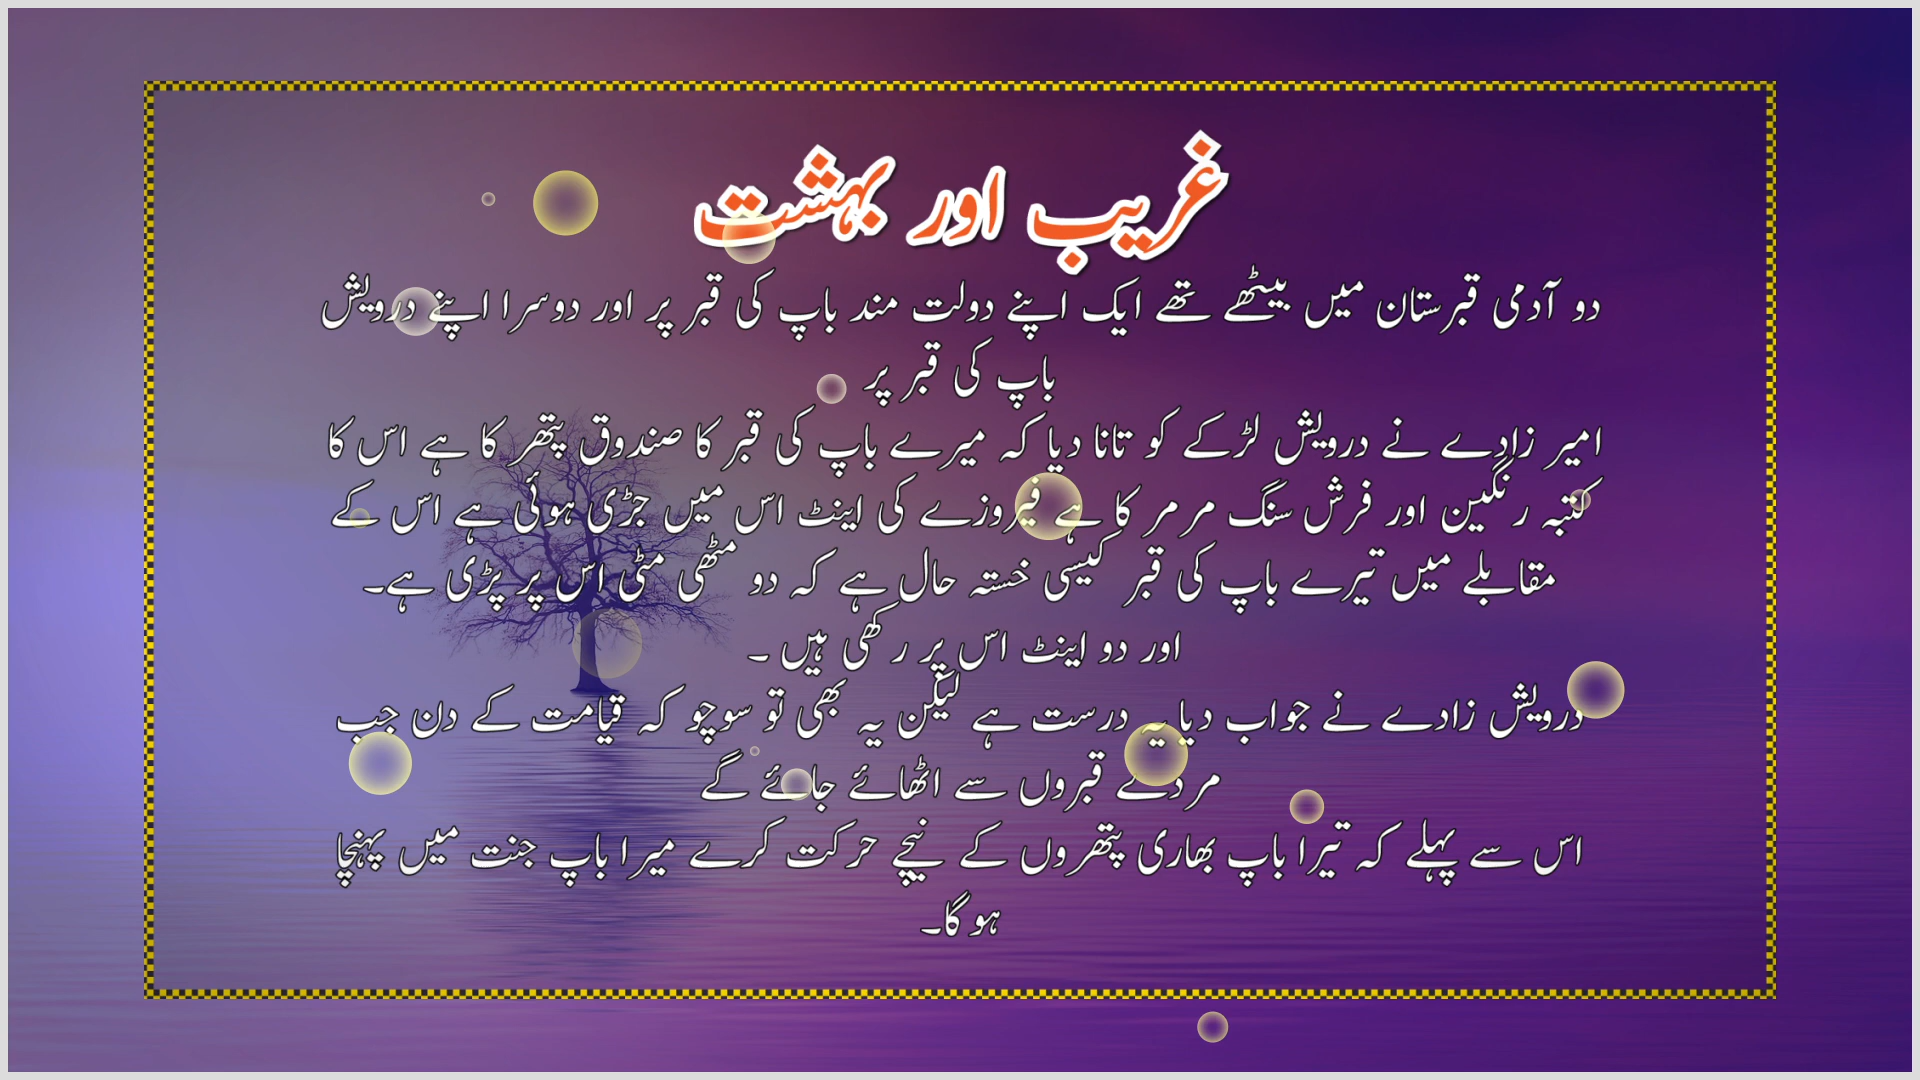 غریب اور بہشت
دو آدمی قبرستان میں بیٹھے تھے ایک اپنے دولت مند باپ کی قبر پر اور دوسرا اپنے درویش
باپ کی قبر پر
امیر زادے نے درویش لڑکے کو تانا دیا کہ میرے باپ کی قبر کا صندوق پتھر کا ہے اس کا
کتبہ رنگین اور فرش سنگ مرمر کا ہے فیروزے کی اینٹ اس میں جڑی ہوئی ہے اس کے
مقابلے میں تیرے باپ کی قبر کیسی خستہ حال ہے کہ دو مٹھی مٹی اس پر پڑی ہے۔
اور دو اینٹ اس پر رکھی ہیں ۔
درویش زادے نے جواب دیا یہ درست ہے لیکن یہ بھی تو سوچو کہ قیامت کے دن جب
مردے قبروں سے اٹھائے جائے گے
اس سے پہلے کہ تیرا باپ بھاری پتھروں کے نیچے حرکت کرے میرا باپ جنت میں پہنچا
ہو گا۔